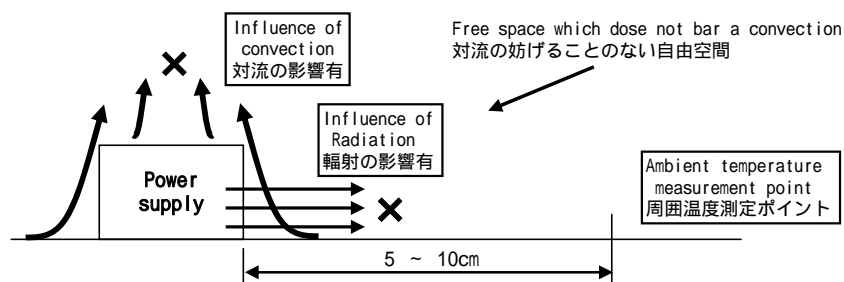 Influence of
convection
対流の影響有
Free space which dose not bar a convection
対流の妨げることのない自由空間
Influence of
Radiation
輻射の影響有
Power
supply
Ambient temperature
measurement point
周囲温度測定ポイント
5 ~ 10cm